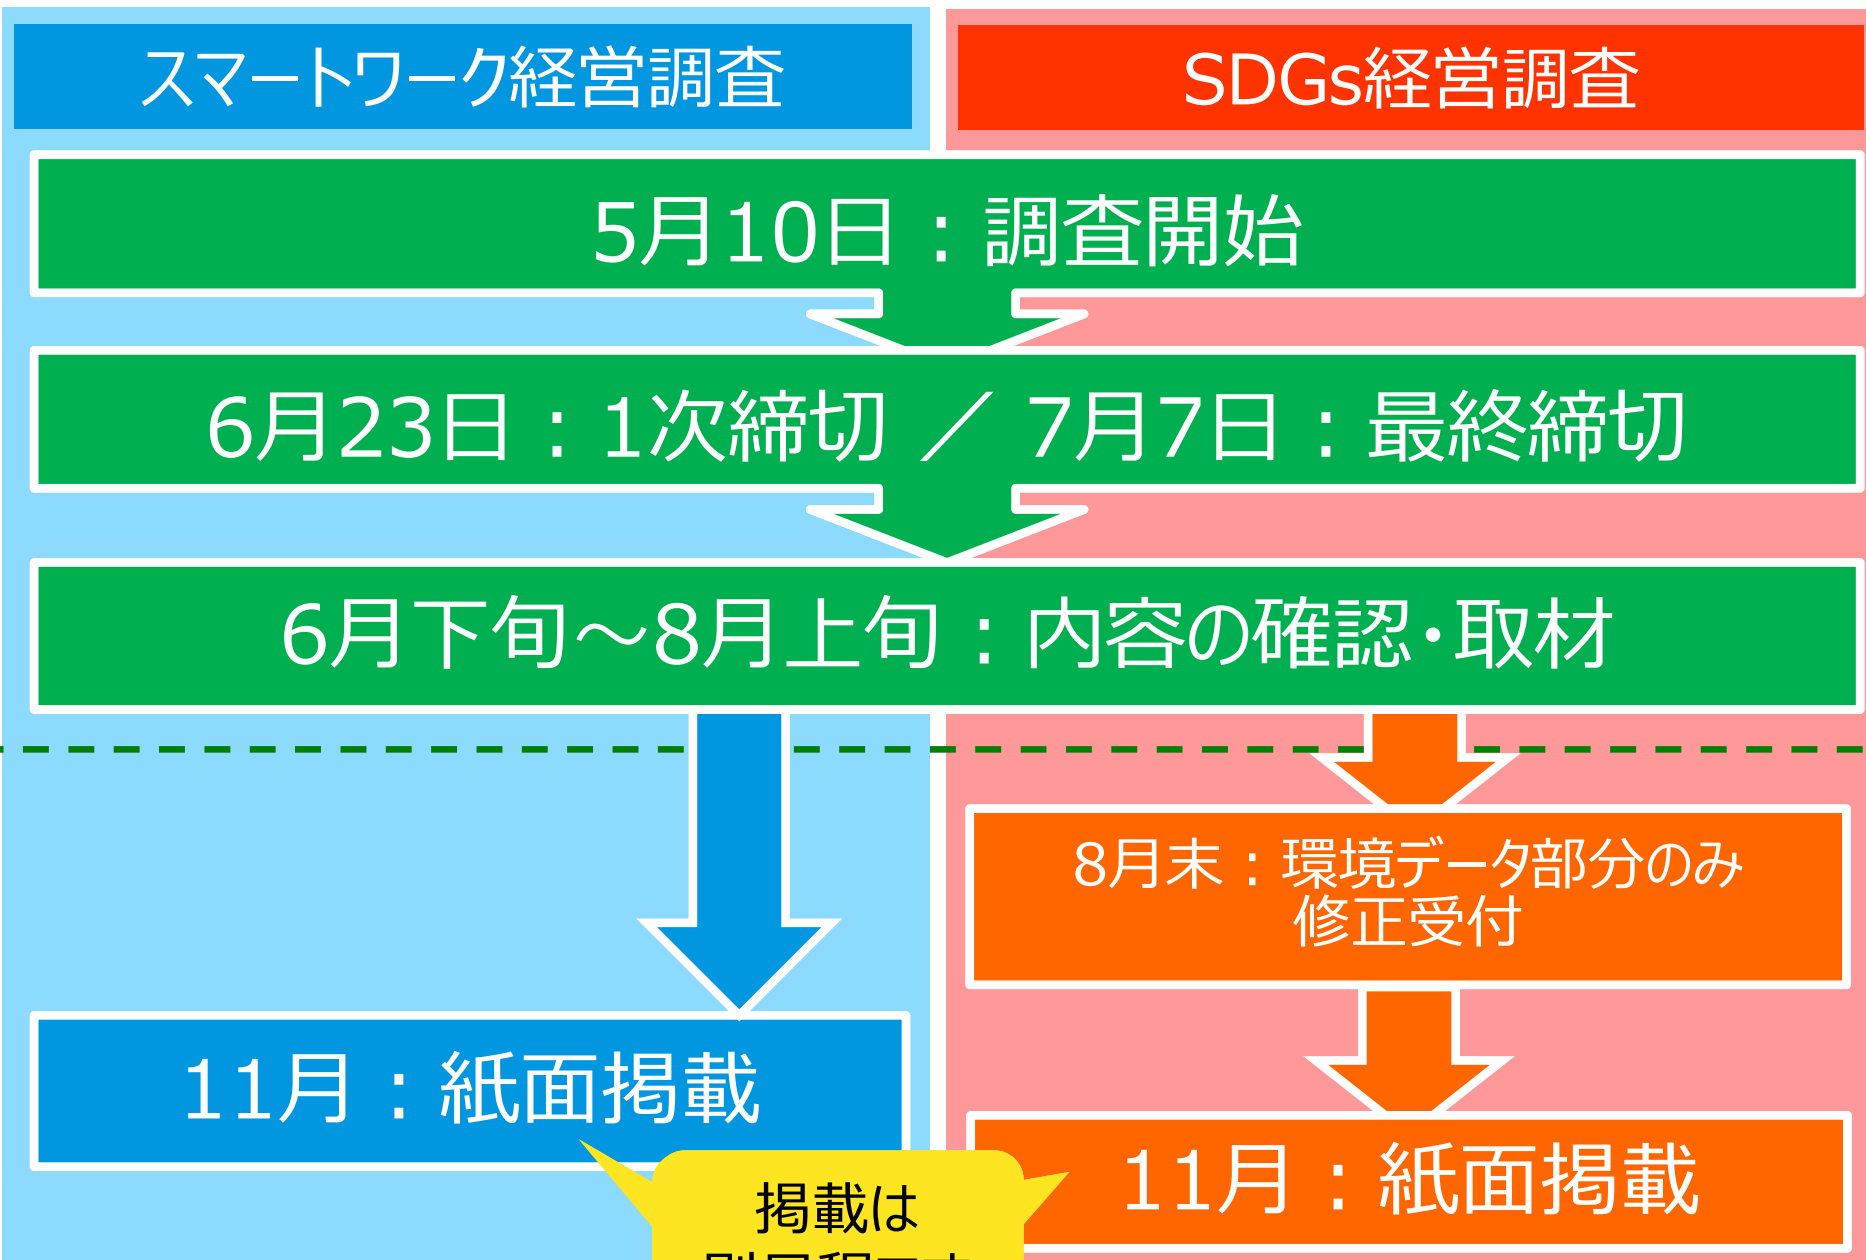 スマートワーク経営調査
SDGs経営調査
5月10日：調査開始
6月23日：1次締切 ／ 7月7日：最終締切
6月下旬～8月上旬：内容の確認・取材
8月末：環境データ部分のみ
修正受付
11月：紙面掲載
11月：紙面掲載
掲載は